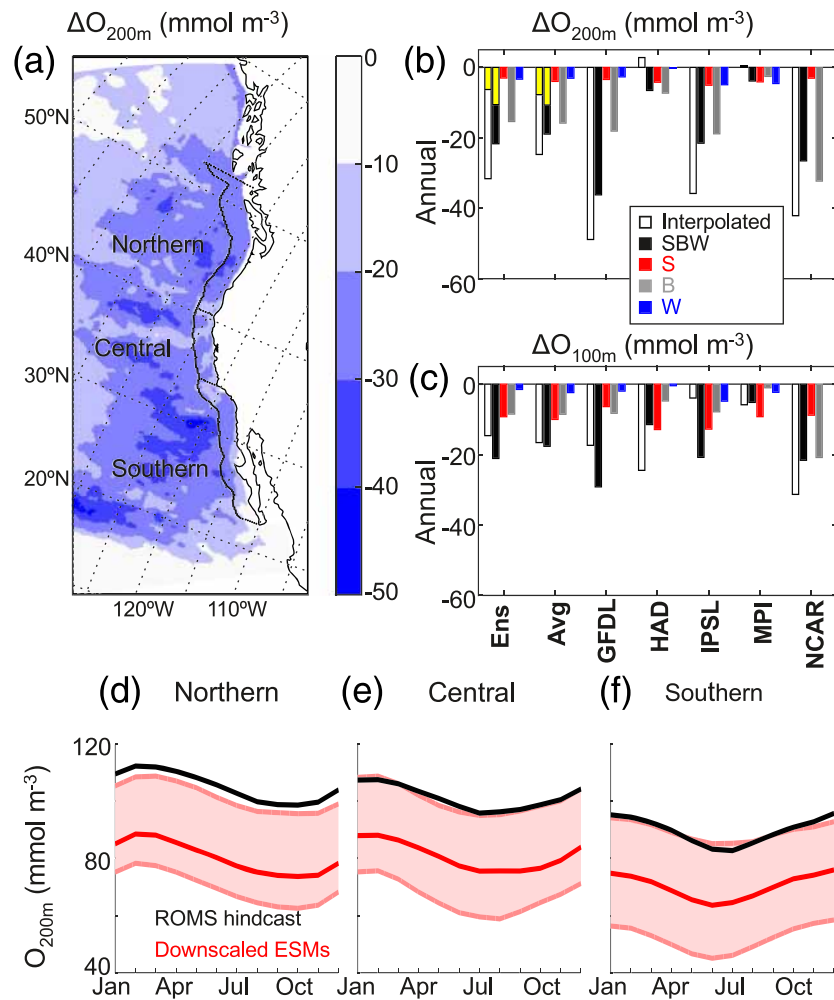 ΔO200m (mmol m-3)
(a)
50ºN
40ºN
30ºN
20ºN
Northern
Central
Southern
120ºW 110ºW
0
-10
-20
-30
-40
-50
ΔO200m (mmol m-3)
(b)
Annual
0
-20
-40
-60
Interpolated
SBW
S
B
W
ΔO100m (mmol m-3)
(c)
Annual
0
-20
-40
-60
Ens Avg GFDL HAD IPSL MPI NCAR
(d) Northern
(e) Central
(f) Southern
O200m (mmol m-3)
120
80
40
ROMS hindcast
Downscaled ESMs
Jan Apr Jul Oct
Jan Apr Jul Oct
Jan Apr Jul Oct